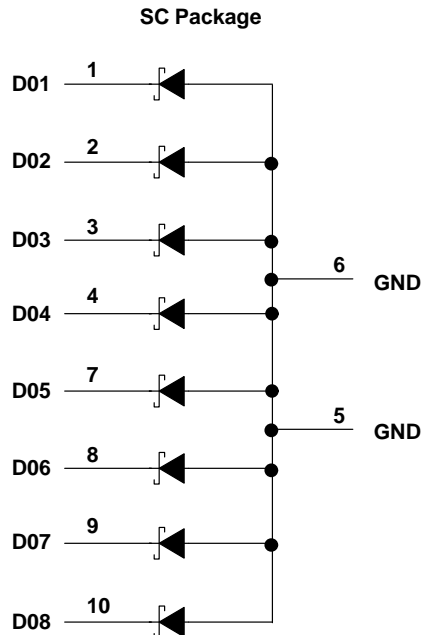 SC Package
D01 1
D02 2
D03 3
6 GND
D04 4
D05 7
5 GND
D06 8
D07 9
D08 10